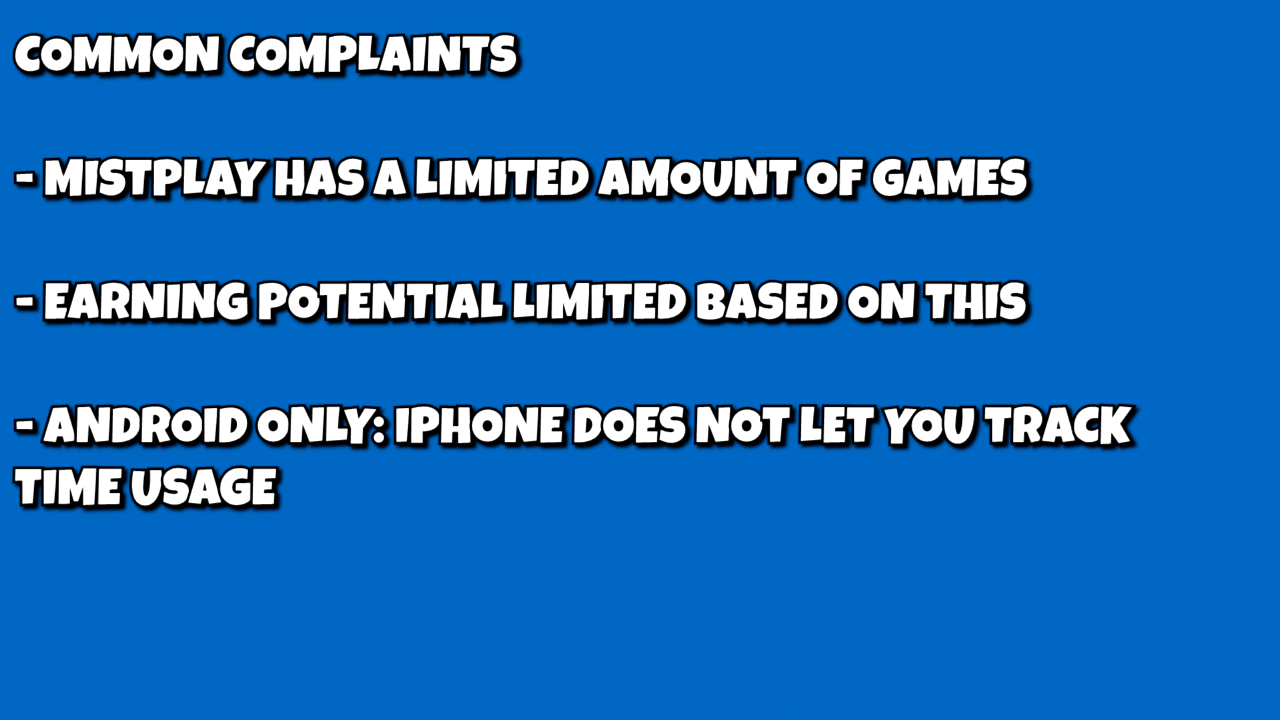 COMMON COMPLAINTS
- MISTPLAY HAS A LIMITED AMOUNT OF GAMES
- EARNING POTENTIAL LIMITED BASED ON THIS
- ANDROID ONLY: IPHONE DOES NOT LET YOU TRACK
TIME USAGE